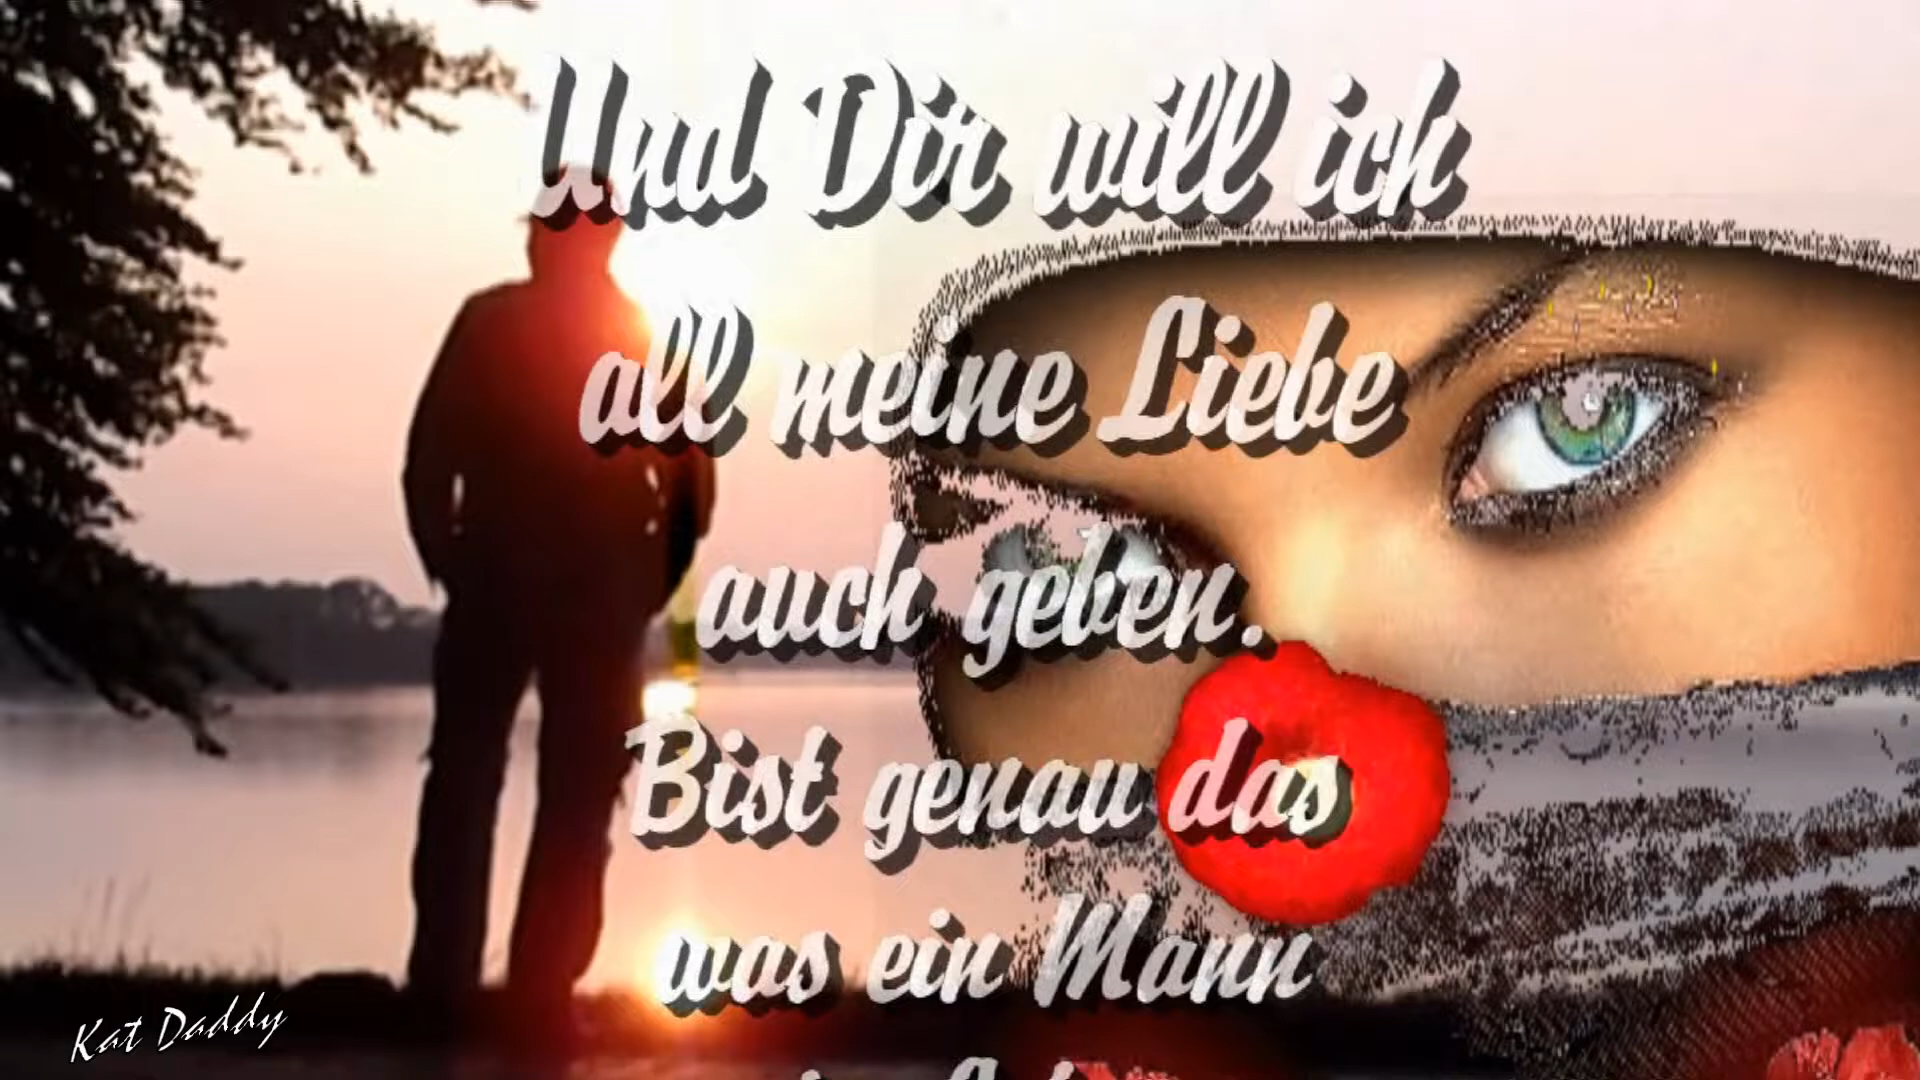 Und Dir will ich
all meine Liebe
auch geben.
Bist genau das
was ein Mann
Kat Daddy